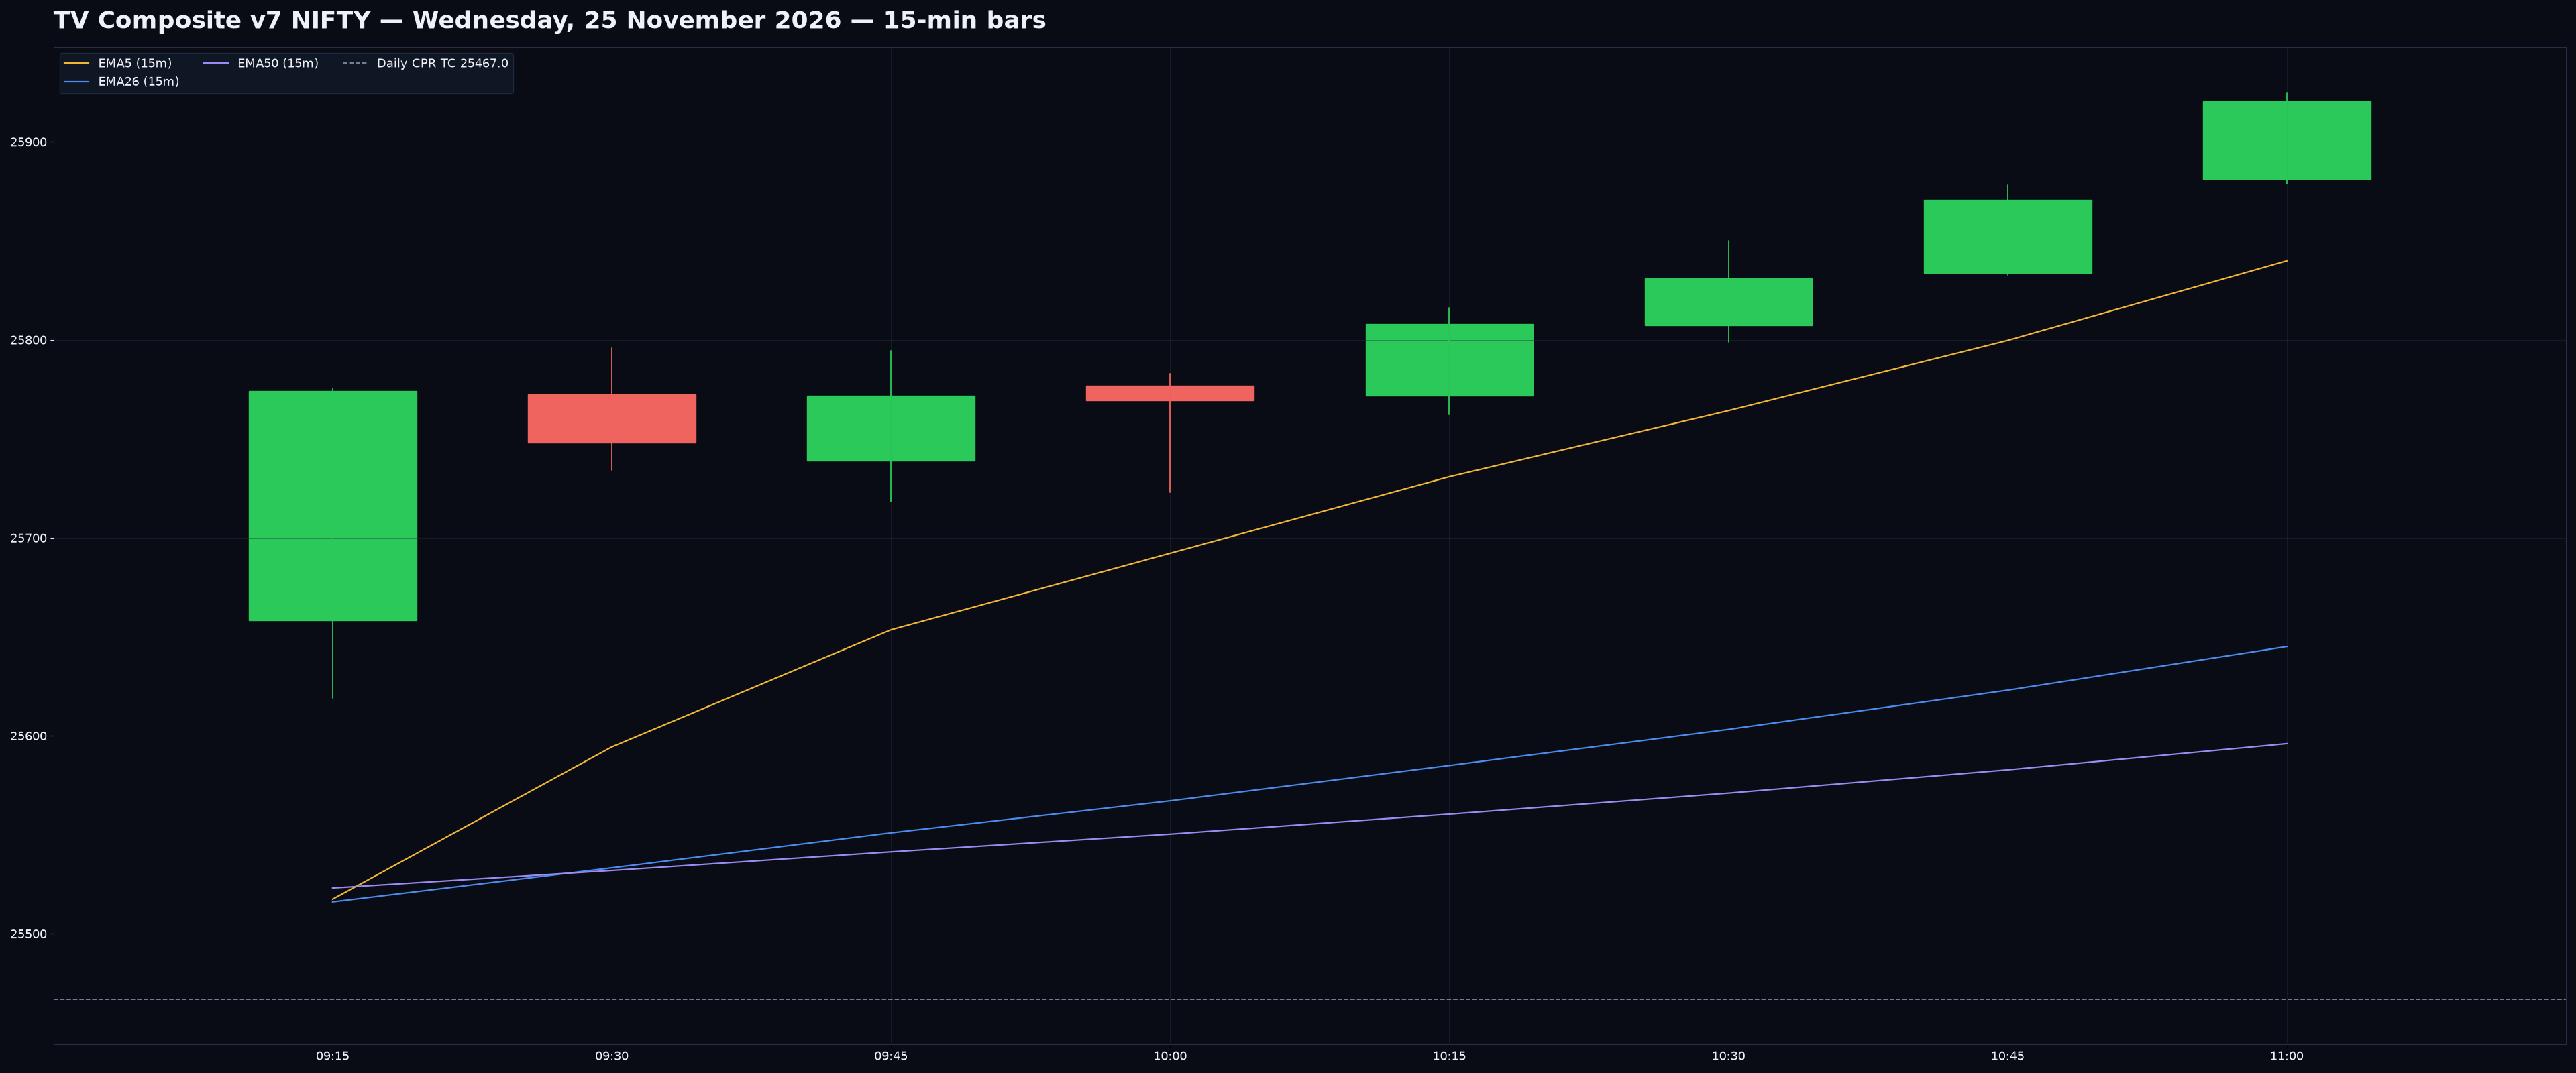 TV Composite v7 NIFTY — Wednesday, 25 November 2026 — 15-min bars
EMA5 (15m) EMA50 (15m) Daily CPR TC 25467.0
EMA26 (15m)
25900
25800
25700
25600
25500
09:15 09:30 09:45 10:00 10:15 10:30 10:45 11:00